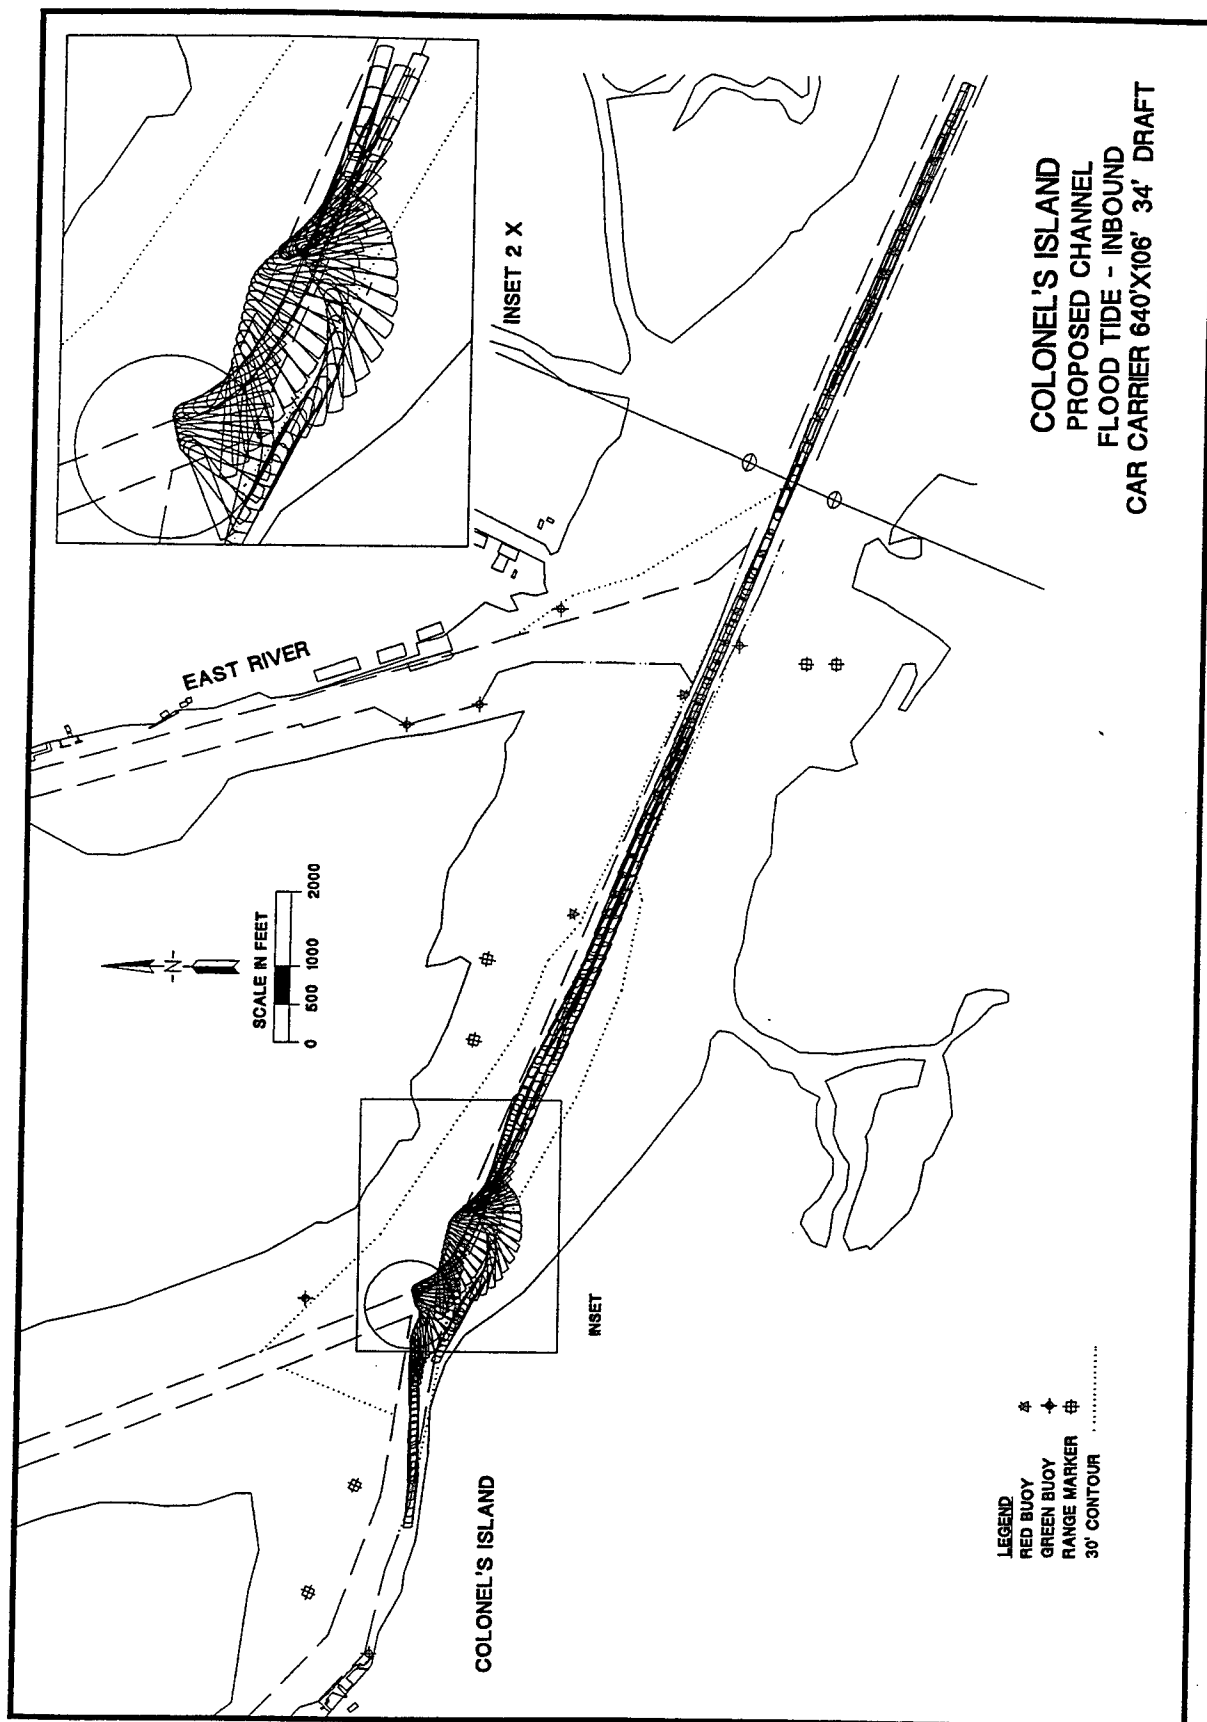 COLONEL'S ISLAND
PROPOSED CHANNEL
FLOOD TIDE - INBOUND
CAR CARRIER 640'X106' 34' DRAFT
INSET 2 X
EAST RIVER
-N-
SCALE IN FEET
0 500 1000 2000
INSET
COLONEL'S ISLAND
LEGEND
RED BUOY
GREEN BUOY
RANGE MARKER
30' CONTOUR